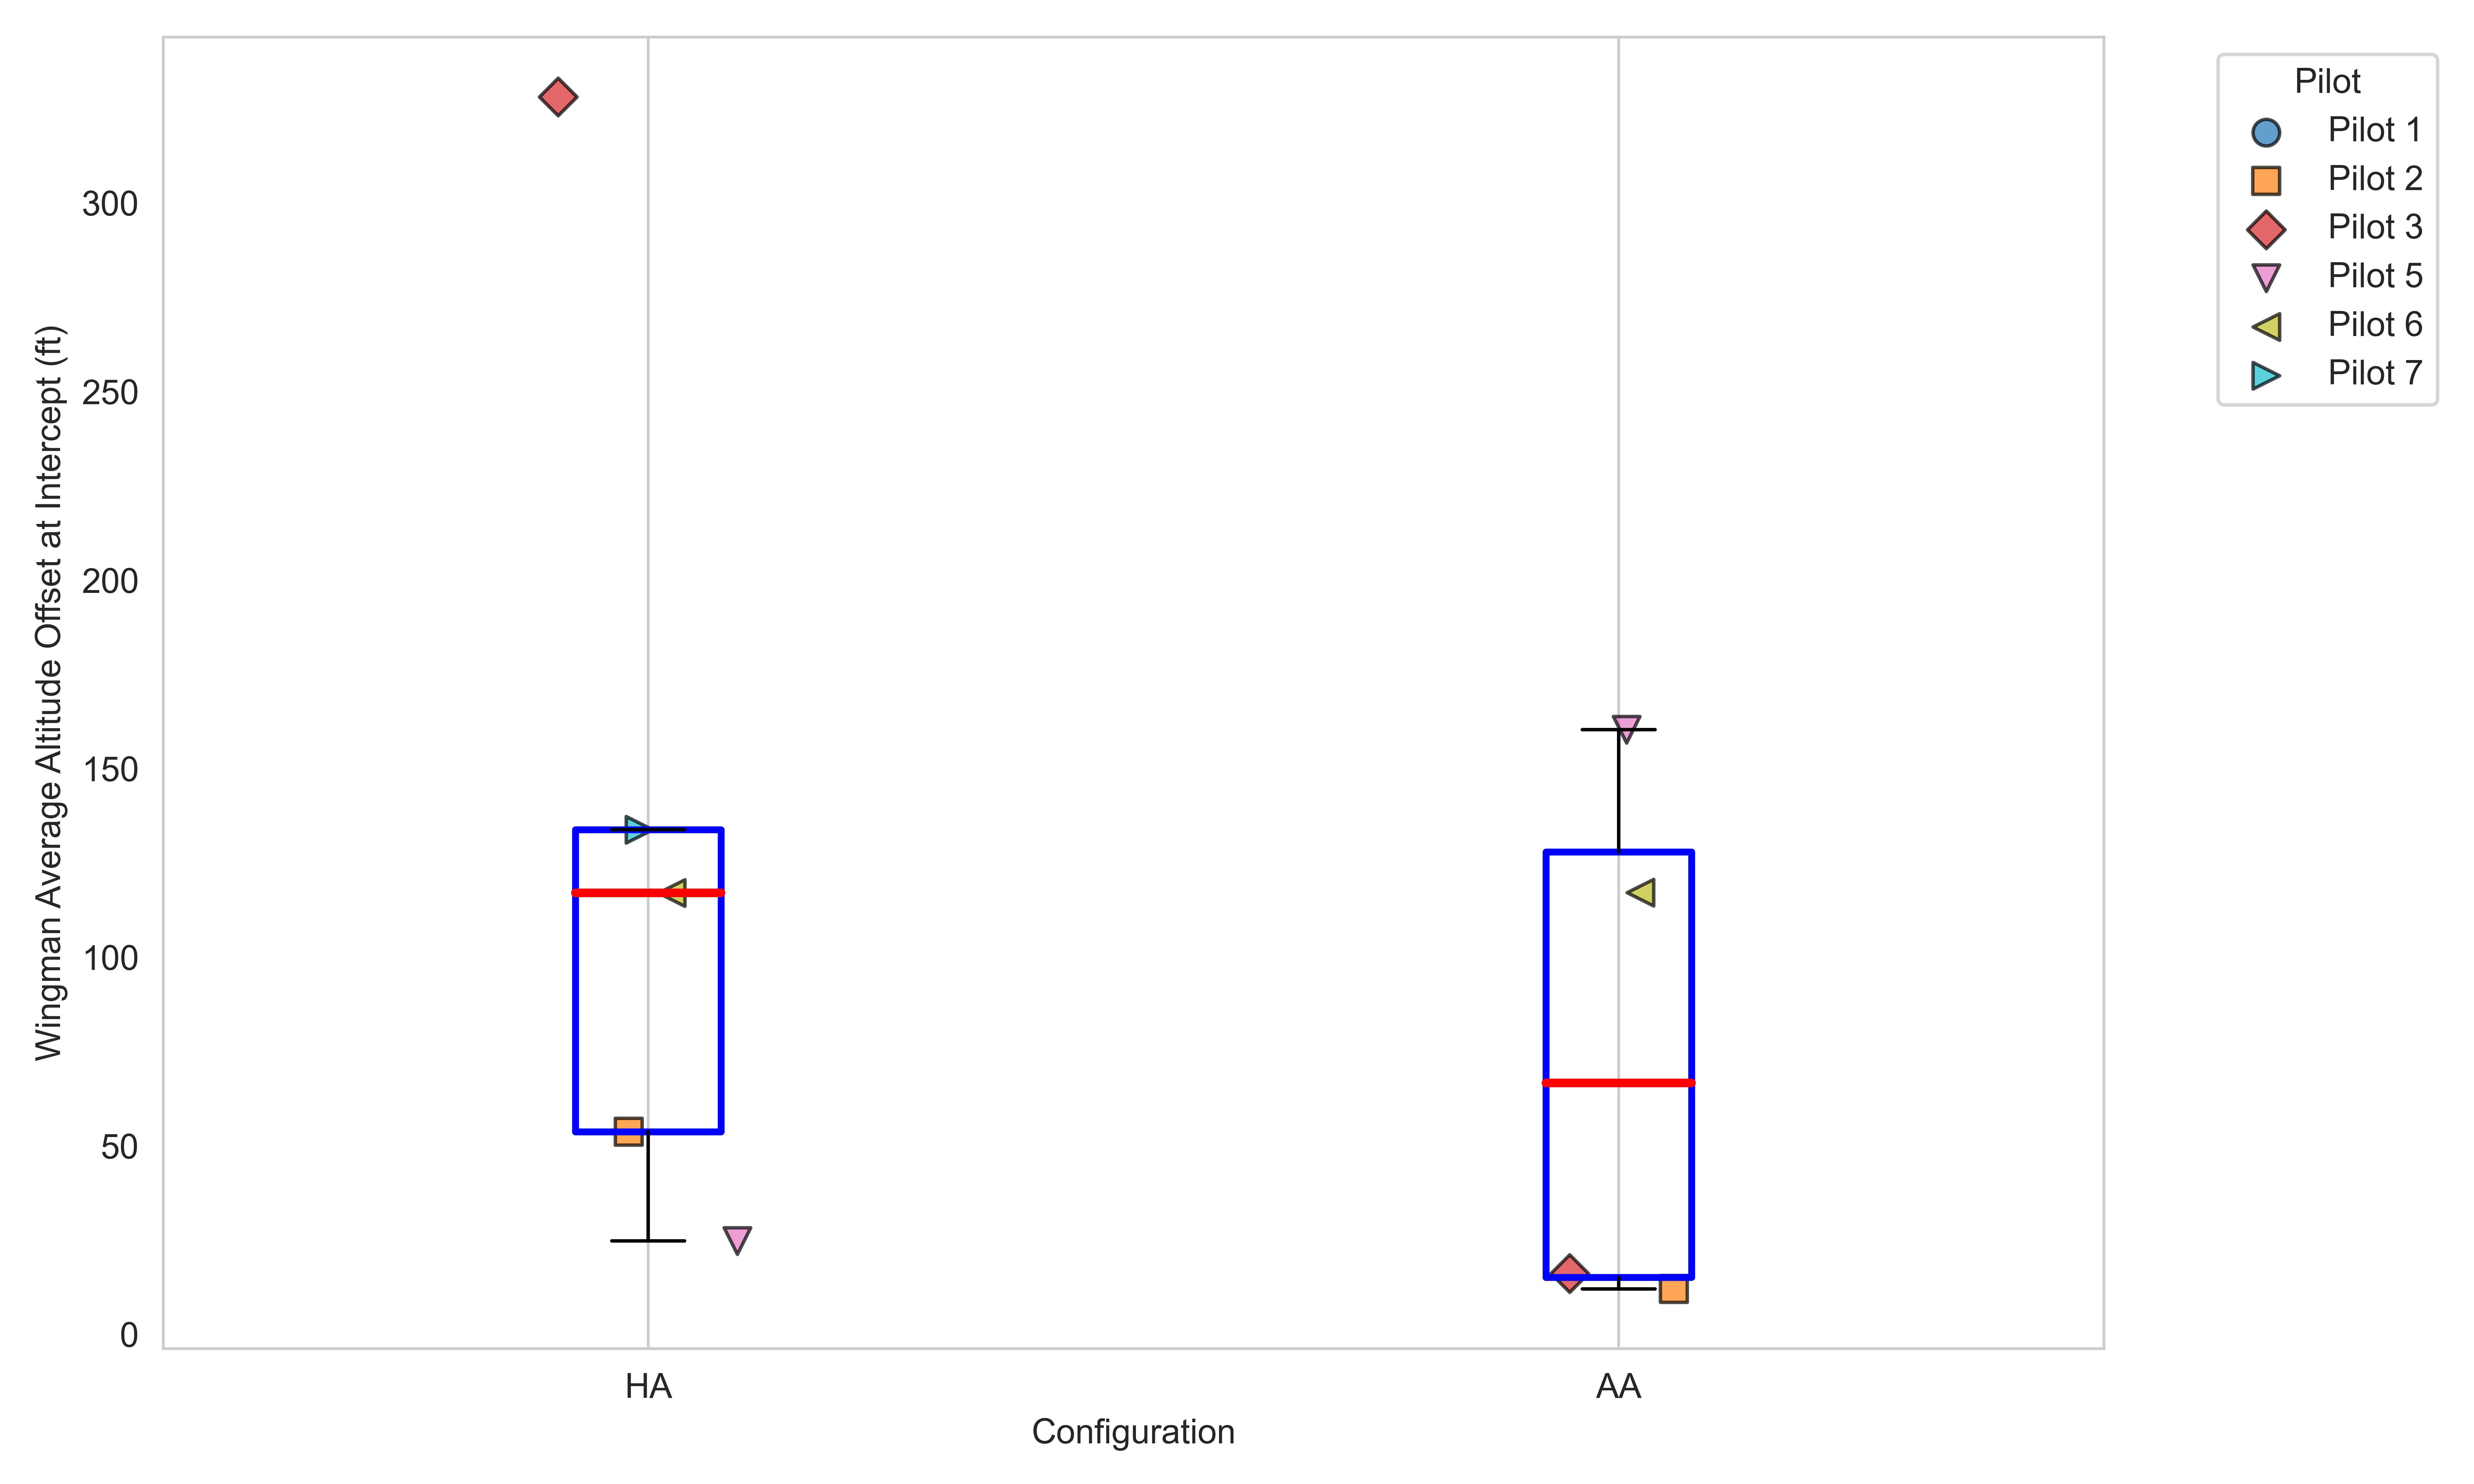 Pilot
Pilot 1
Pilot 2
Pilot 3
Pilot 5
Pilot 6
Pilot 7
Wingman Average Altitude Offset at Intercept (ft)
300
250
200
150
100
50
0
HA
AA
Configuration